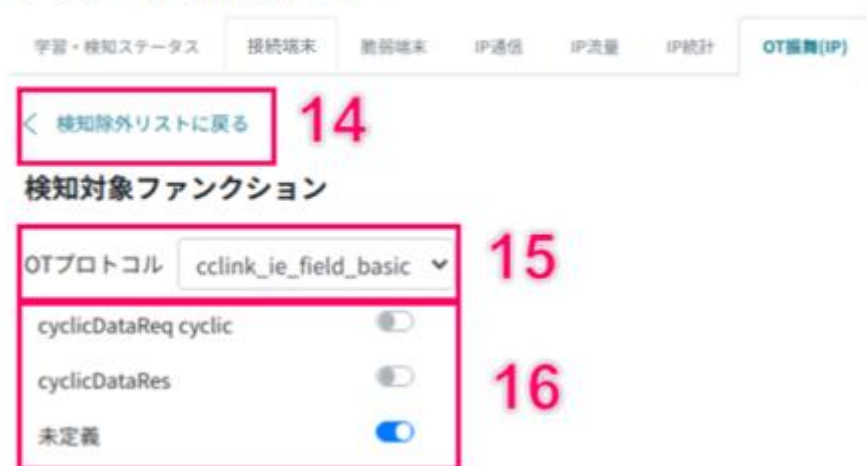 学習・検知ステータス 接続端末 脆弱端末 IP通信 IP流量 IP統計 OT振舞(IP)
検知除外リストに戻る 14
検知対象ファンクション
OTプロトコル cclink_ie_field_basic 15
cyclicDataReq cyclic
cyclicDataRes 16
未定義